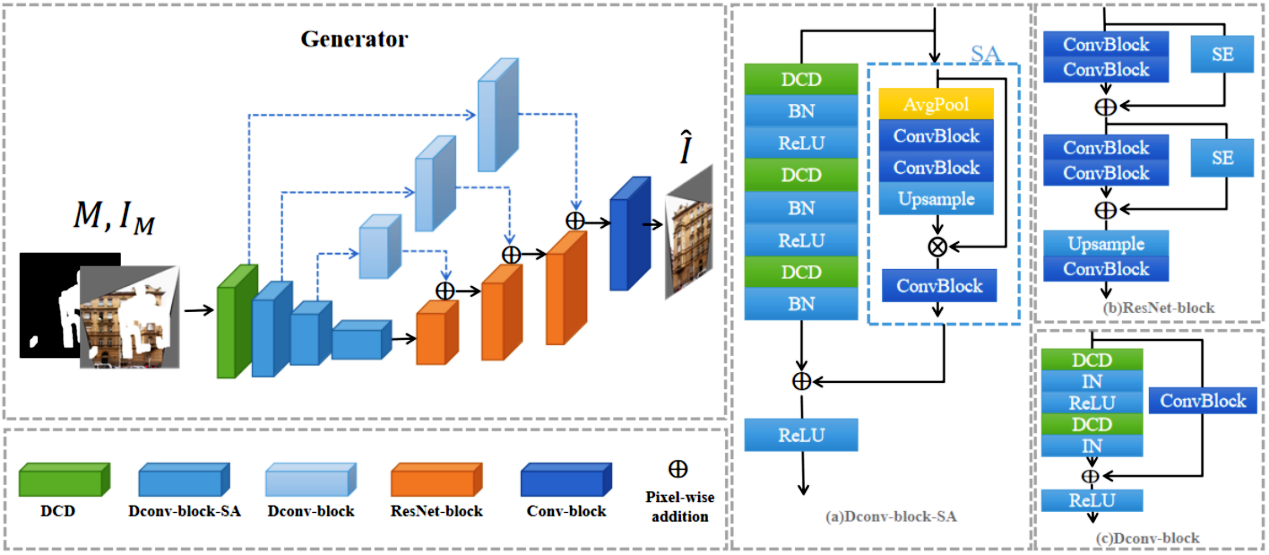 Generator
M, I_M
Î
DCD
Dconv-block-SA
Dconv-block
ResNet-block
Conv-block
Pixel-wise
addition
SA
DCD
BN
ReLU
DCD
BN
ReLU
DCD
BN
ReLU
AvgPool
ConvBlock
ConvBlock
Upsample
ConvBlock
(a)Dconv-block-SA
ConvBlock
ConvBlock
SE
ConvBlock
ConvBlock
SE
Upsample
ConvBlock
(b)ResNet-block
DCD
IN
ReLU
DCD
IN
ConvBlock
ReLU
(c)Dconv-block